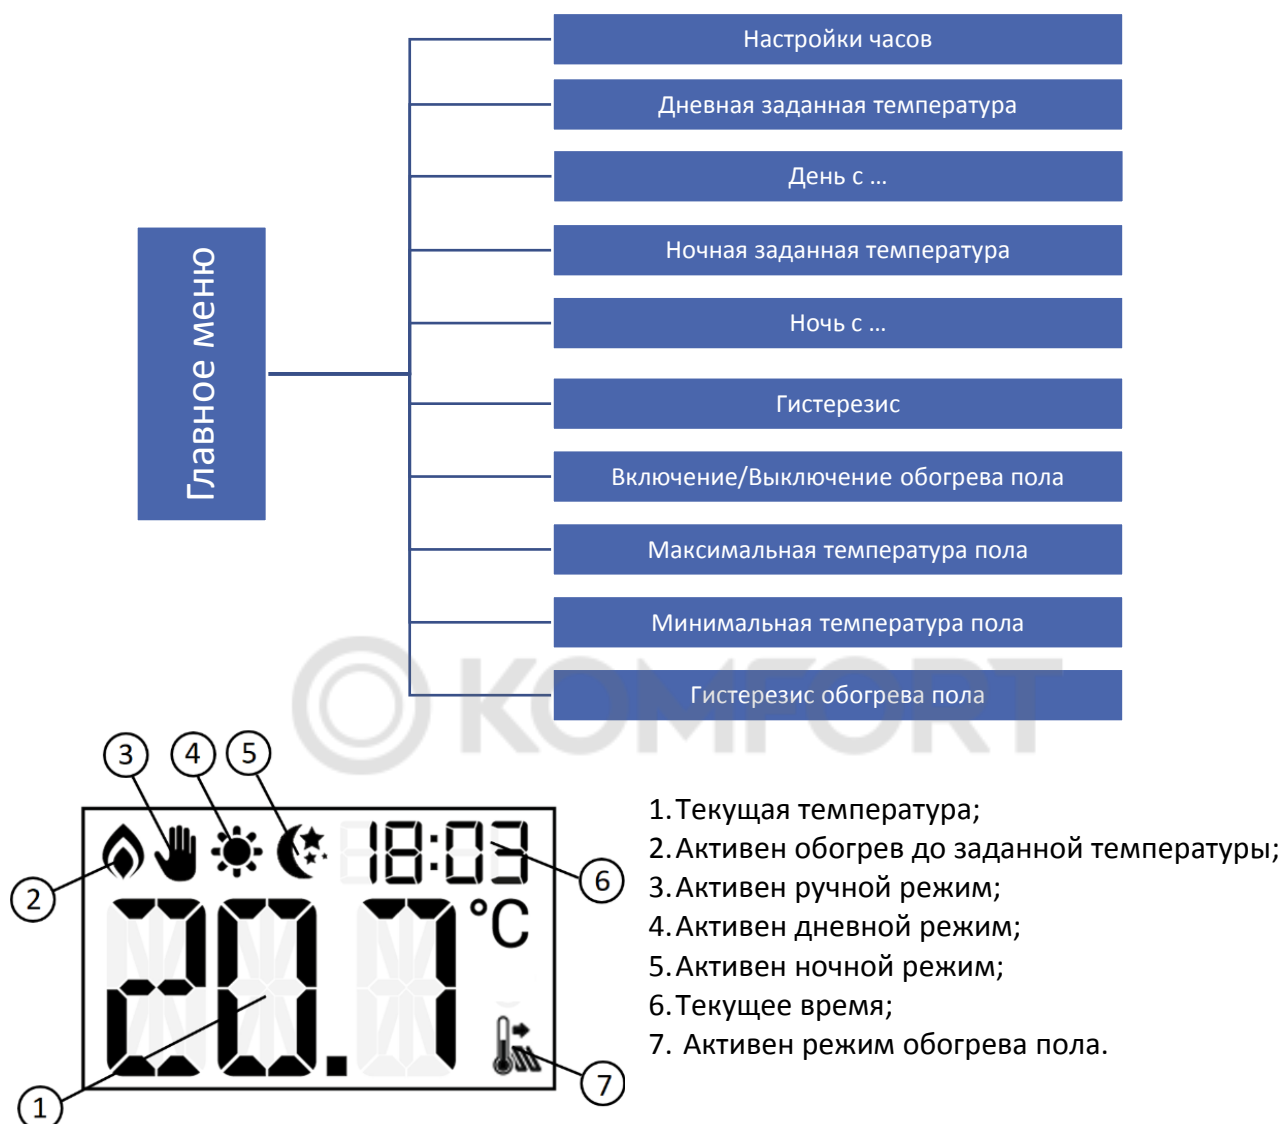 Настройки часов
Дневная заданная температура
День с ...
Ночная заданная температура
Ночь с ...
Главное меню
Гистерезис
Включение/Выключение обогрева пола
Максимальная температура пола
Минимальная температура пола
Гистерезис обогрева пола
KOMFORT
3
4
5
18:03
2
6
20.7
°C
7
1
1.Текущая температура;
2.Активен обогрев до заданной температуры;
3.Активен ручной режим;
4.Активен дневной режим;
5.Активен ночной режим;
6.Текущее время;
7. Активен режим обогрева пола.